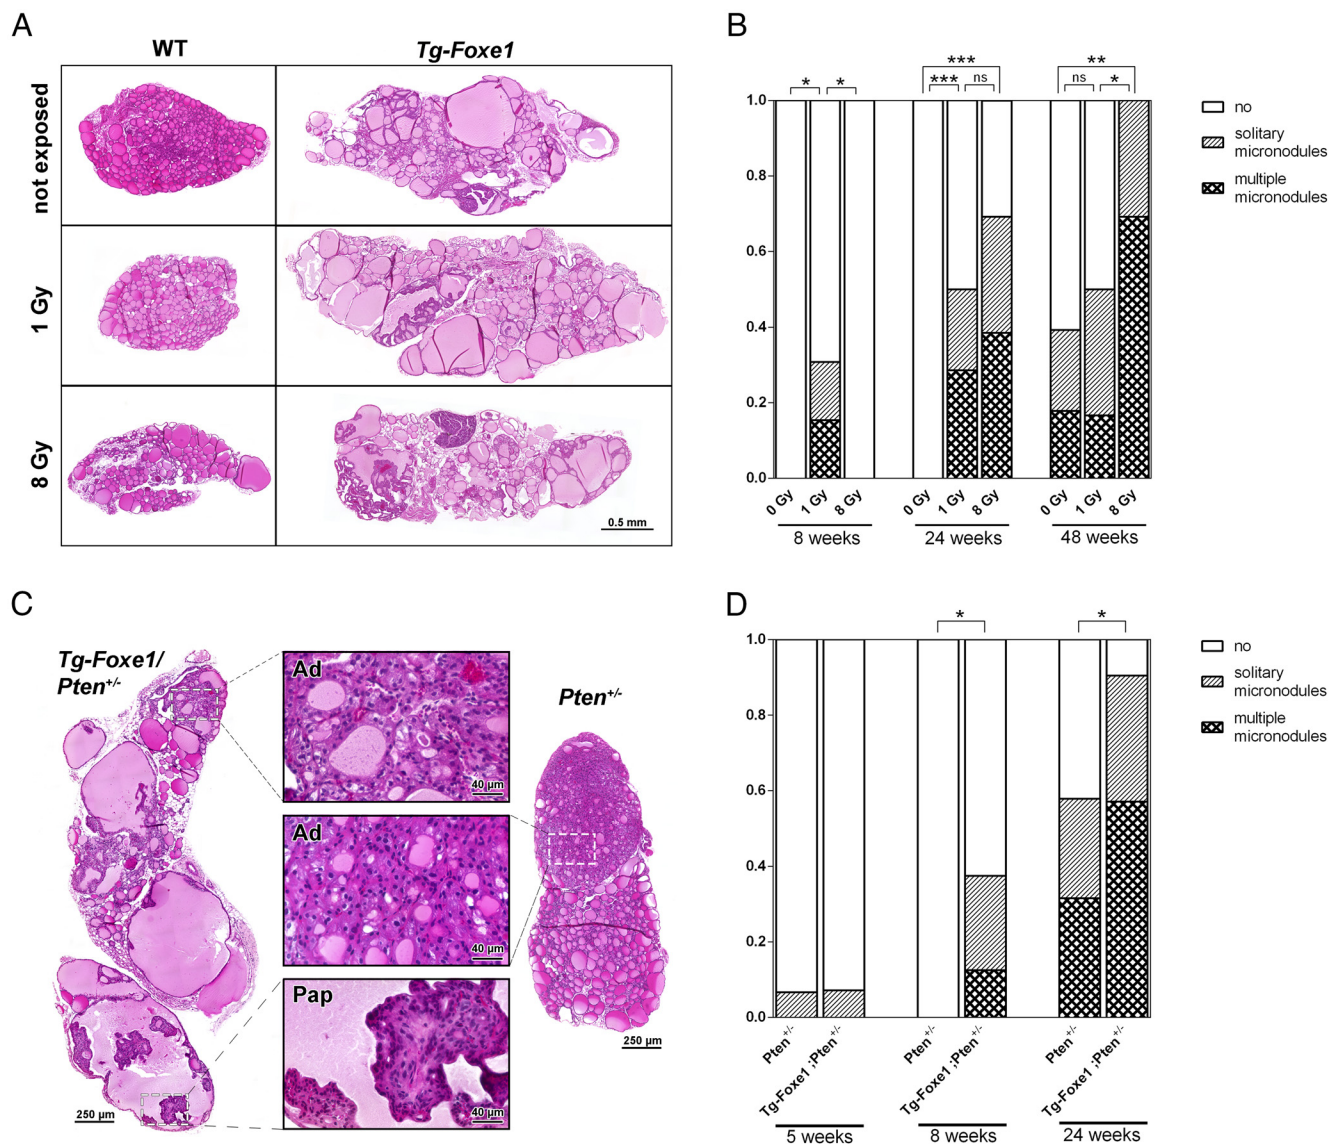 A
WT
Tg-Foxe1
not exposed
1 Gy
8 Gy
0.5 mm
B
* * *** *** ns ** ns *
1.0
0.8
0.6
0.4
0.2
0.0
0 Gy 1 Gy 8 Gy 0 Gy 1 Gy 8 Gy 0 Gy 1 Gy 8 Gy
8 weeks 24 weeks 48 weeks
no
solitary
micronodules
multiple
micronodules
C
Tg-Foxe1/
Pten+/-
Ad
40 µm
Ad
40 µm
Pap
40 µm
250 µm
Pten+/-
250 µm
D
* *
1.0
0.8
0.6
0.4
0.2
0.0
Pten+/- Tg-Foxe1;Pten+/- Pten+/- Tg-Foxe1;Pten+/- Pten+/- Tg-Foxe1;Pten+/-
5 weeks 8 weeks 24 weeks
no
solitary
micronodules
multiple
micronodules